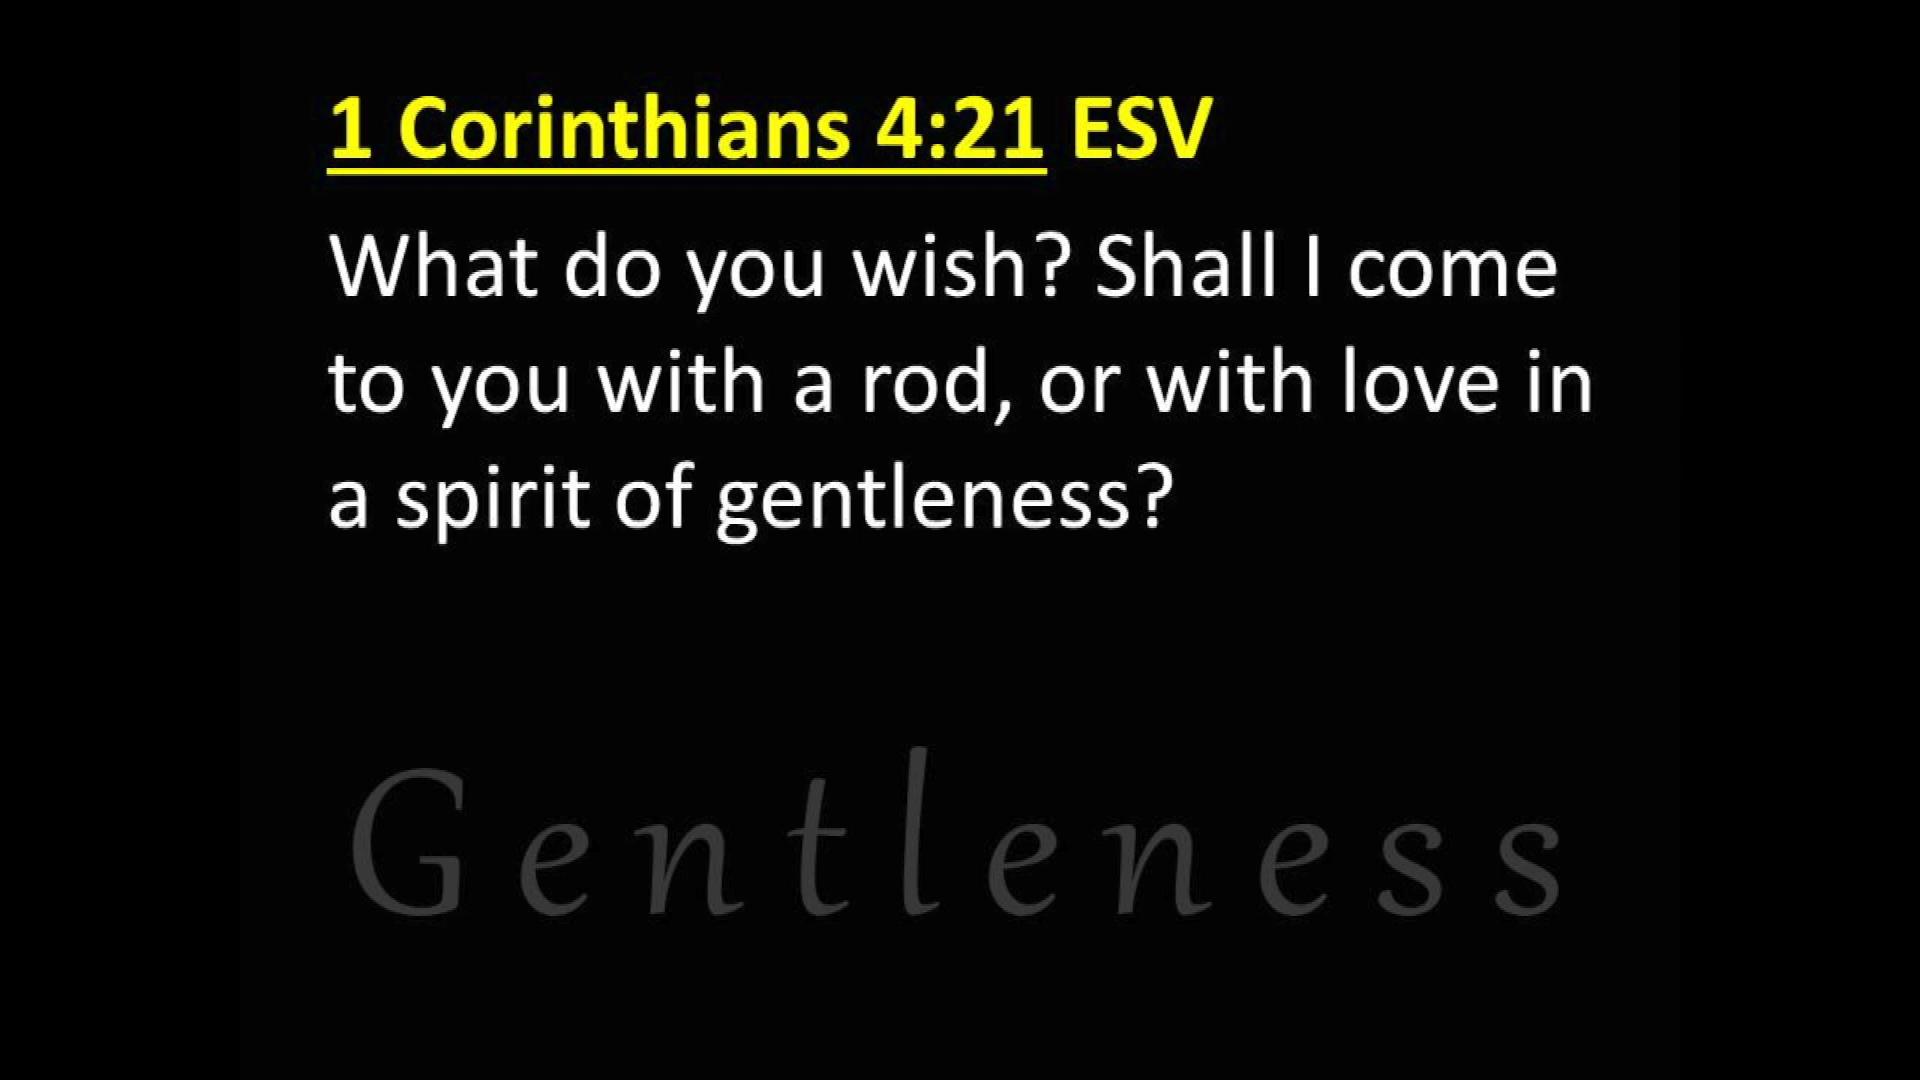 1 Corinthians 4:21 ESV
What do you wish? Shall I come
to you with a rod, or with love in
a spirit of gentleness?
Gentleness